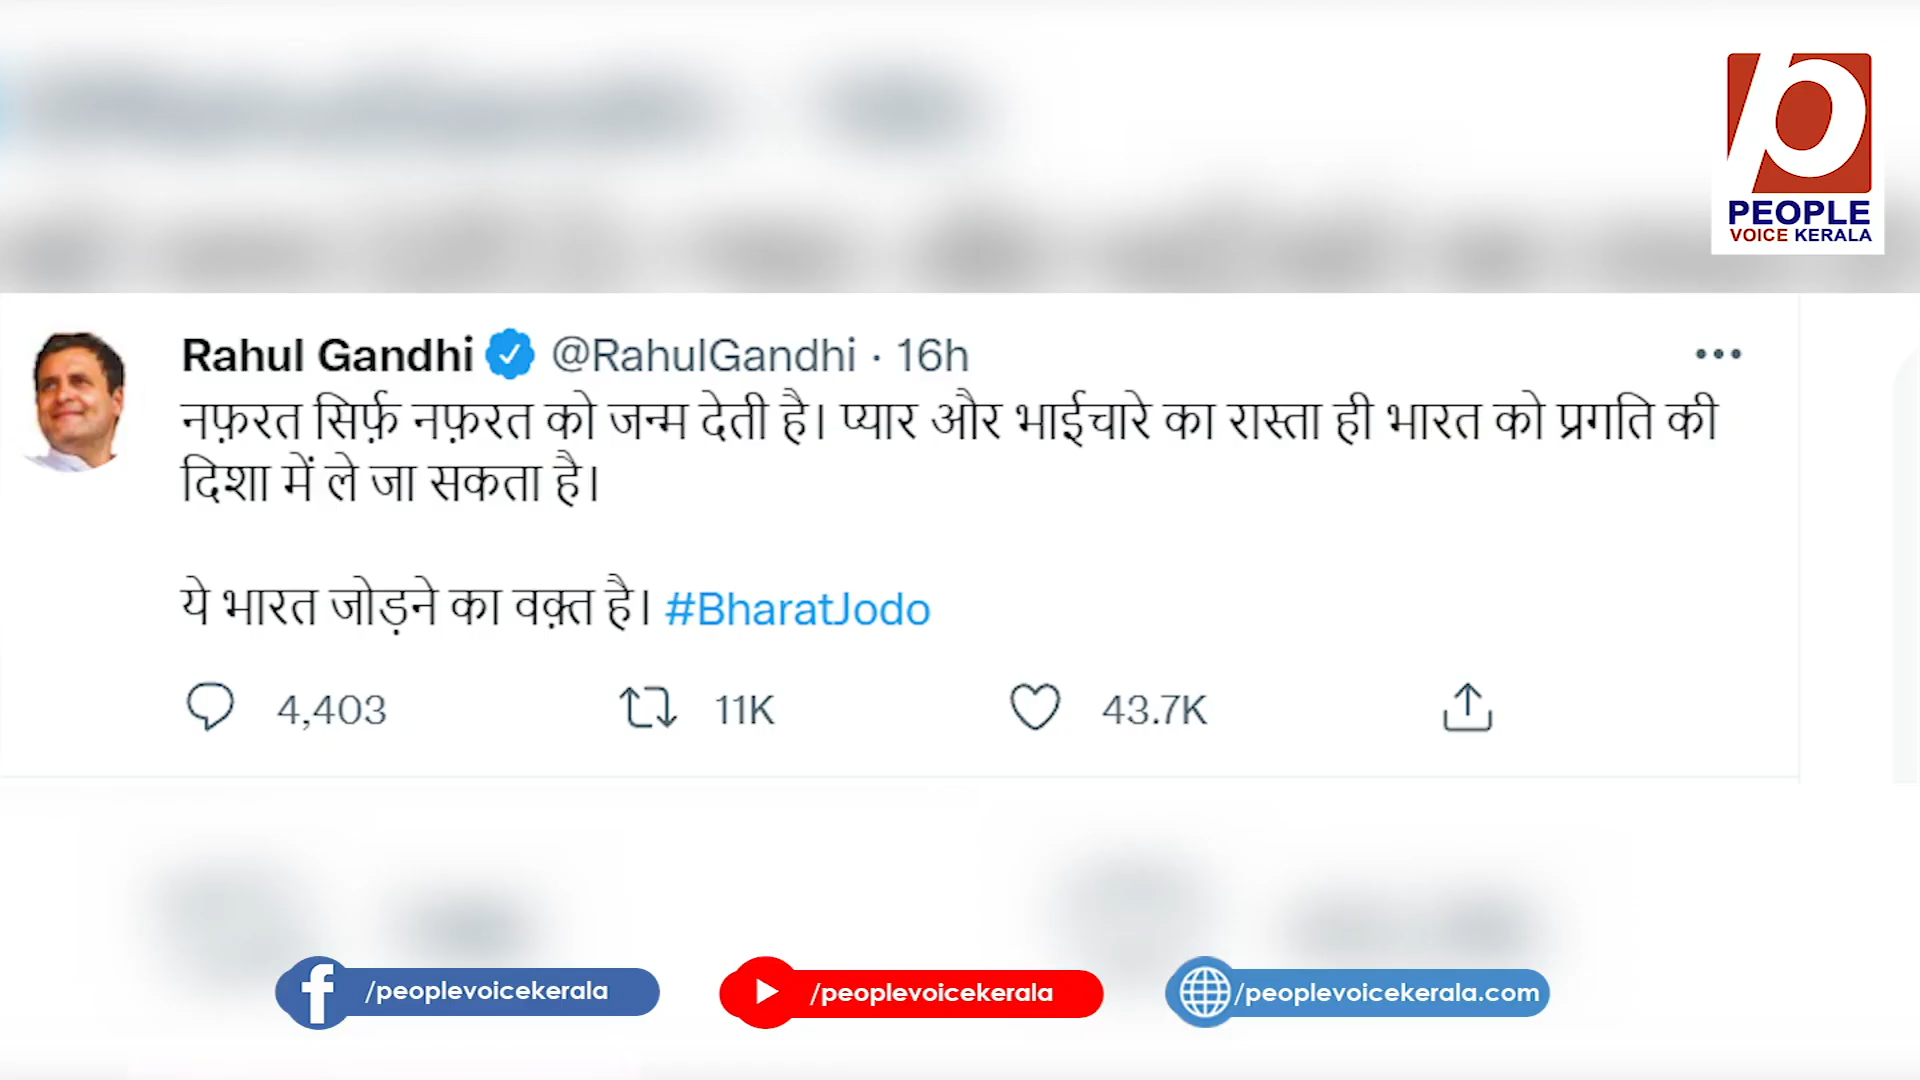 PEOPLE
VOICE KERALA
Rahul Gandhi @RahulGandhi · 16h
नफ़रत सिर्फ़ नफ़रत को जन्म देती है। प्यार और भाईचारे का रास्ता ही भारत को प्रगति की
दिशा में ले जा सकता है।
ये भारत जोड़ने का वक़्त है। #BharatJodo
4,403 11K 43.7K
/peoplevoicekerala /peoplevoicekerala /peoplevoicekerala.com